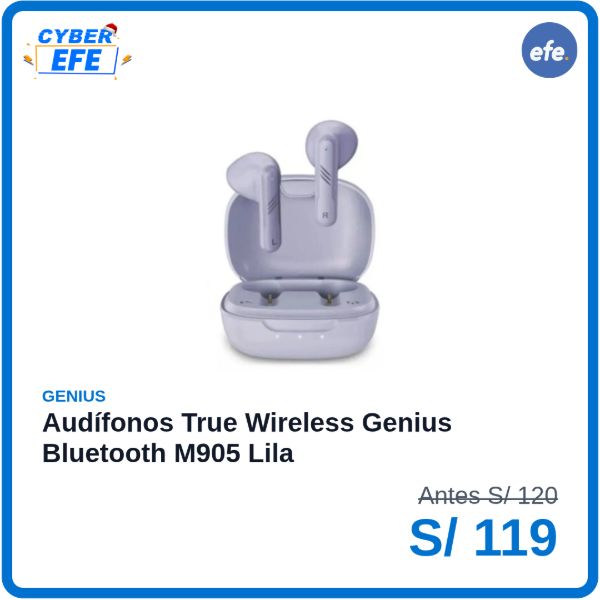 CYBER
EFE
efe.
L
R
GENIUS
Audífonos True Wireless Genius
Bluetooth M905 Lila
Antes S/ 120
S/ 119